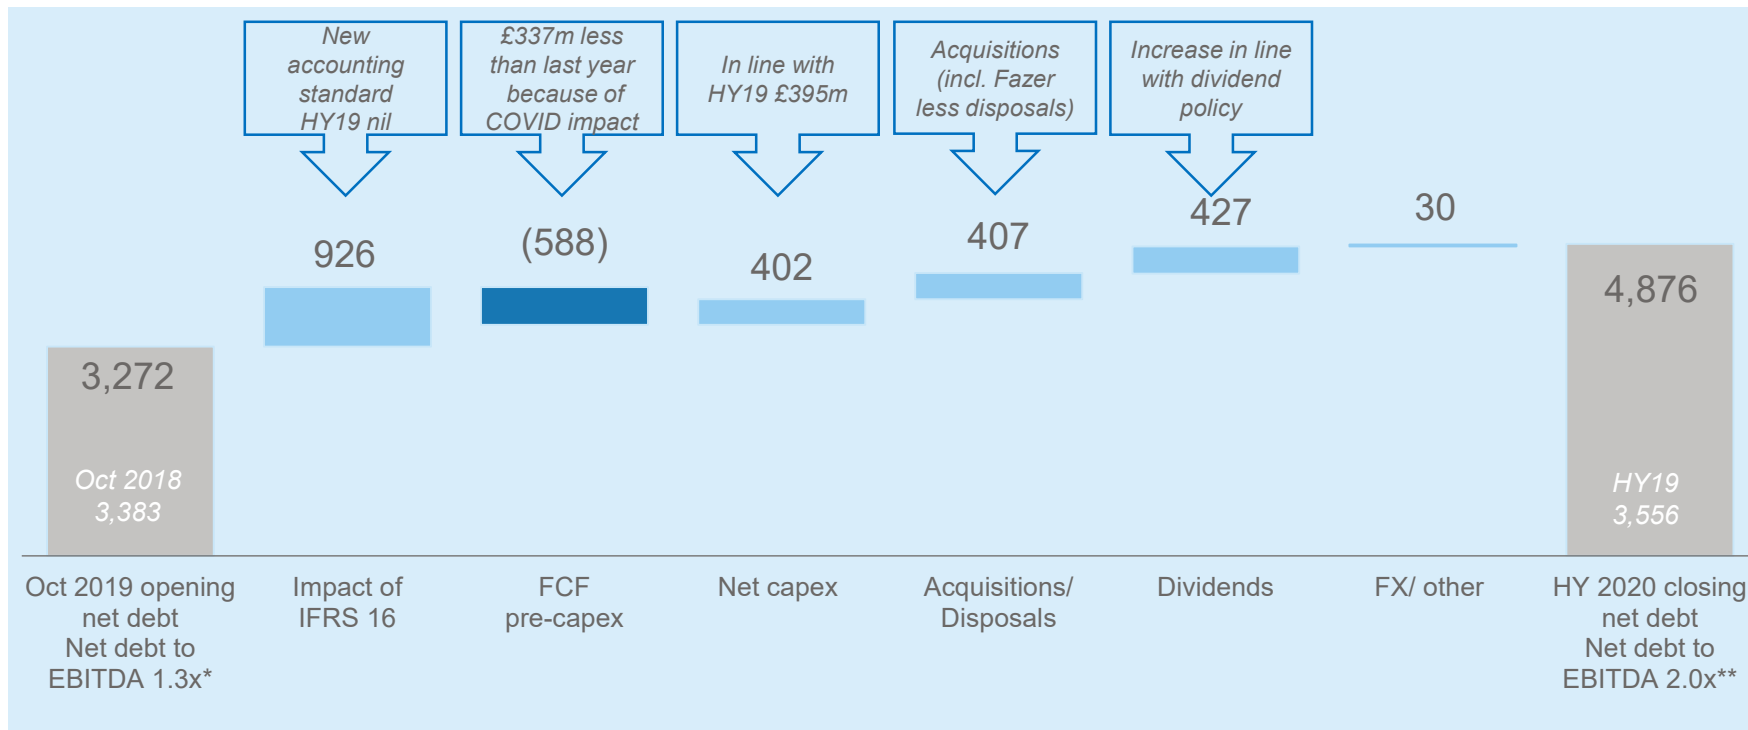 New
accounting
standard
HY19 nil
£337m less
than last year
because of
COVID impact
In line with
HY19 £395m
Acquisitions
(incl. Fazer
less disposals)
Increase in line
with dividend
policy
926
(588)
402
407
427
30
3,272
4,876
Oct 2018
3,383
HY19
3,556
Oct 2019 opening
net debt
Net debt to
EBITDA 1.3x*
Impact of
IFRS 16
FCF
pre-capex
Net capex
Acquisitions/
Disposals
Dividends
FX/ other
HY 2020 closing
net debt
Net debt to
EBITDA 2.0x**